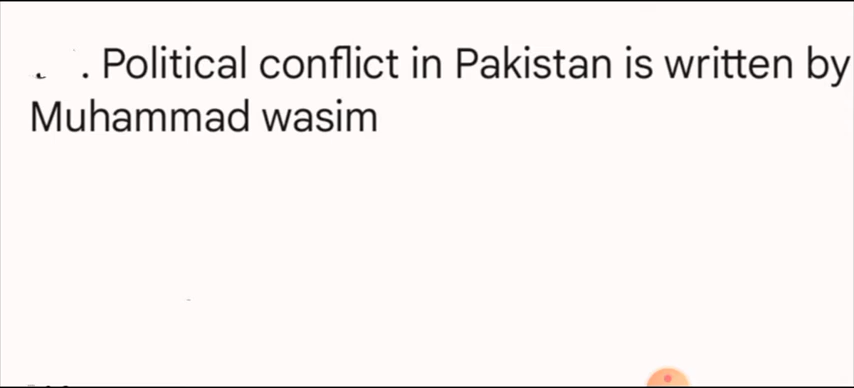 . Political conflict in Pakistan is written by
Muhammad wasim